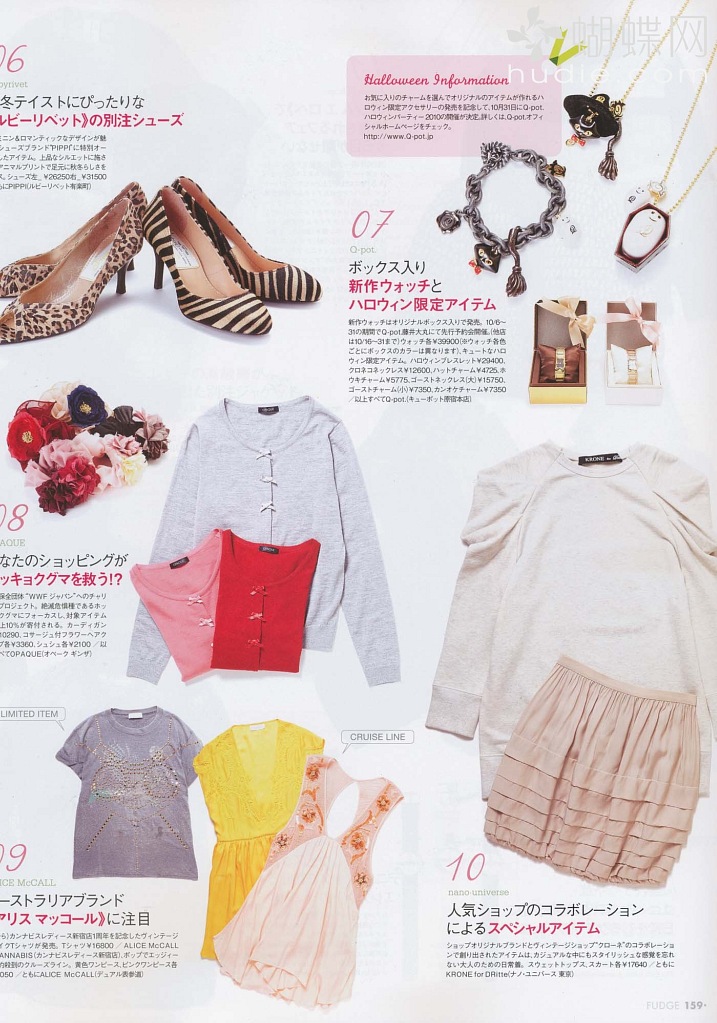 蝴蝶网
hudie.com
06
byrivet
冬テイストにぴったりな
ルビーリベット》の別注シューズ
ミニン&ロマンティックなデザインが魅
シューズブランド"PIPPI"に特別オー
したアイテム。上品なシルエットに施さ
アニマルプリントで足元に秋冬らしさを
ス。シューズ左_¥26250右_¥31500
もにPIPPI(ルビーリベット有楽町)
Halloween Information
お気に入りのチャームを選んでオリジナルのアイテムが作れるハ
ロウィン限定アクセサリーの発売を記念して、10月31日にQ-pot.
ハロウィンパーティー2010の開催が決定。詳しくは、Q-pot.オフィ
シャルホームページをチェック。
http://www.Q-pot.jp
07
Q-pot.
ボックス入り
新作ウォッチと
ハロウィン限定アイテム
新作ウォッチはオリジナルボックス入りで発売。10/6〜
31の期間でQ-pot.藤井大丸にて先行予約会開催。(他店
は10/16〜31まで)ウォッチ各¥39900(※ウォッチ各色
ごとにボックスのカラーは異なります)、キュートなハロ
ウィン限定アイテム。ハロウィンブレスレット¥29400、
クロネコネックレス¥12600、ハットチャーム¥4725、ホ
ウキチャーム¥5775、ゴーストネックレス(大)¥15750、
ゴーストチャーム(小)¥7350、カンオケチャーム¥7350
/以上すべてQ-pot.(キューポット原宿本店)
08
AQUE
なたのショッピングが
ッキョクグマを救う!?
保全団体"WWFジャパン"へのチャリ
プロジェクト。絶滅危惧種であるホッ
クグマにフォーカスし、対象アイテム
上10%が寄付される。カーディガン
10290、コサージュ付フラワーヘアク
プ各¥3360、シュシュ各¥2100/以
べてOPAQUE(オペーク ギンザ)
KRONE
LIMITED ITEM
CRUISE LINE
09
ICE McCALL
ーストラリアブランド
アリス マッコール》に注目
ら)カンナビスレディース新宿店1周年を記念したヴィンテージ
イクTシャツが発売。Tシャツ¥16800/ALICE McCALL
ANNABIS(カンナビスレディース新宿店)、ポップでエッジィー
約殺到のクルーズライン。黄色ワンピース、ピンクワンピース各
050/ともにALICE McCALL(デュアル表参道)
10
nano·universe
人気ショップのコラボレーション
によるスペシャルアイテム
ショップオリジナルブランドとヴィンテージショップ"クローネ"のコラボレーショ
ンで創り出されたアイテムは、カジュアルな中にもスタイリッシュな感覚を忘れ
ない大人のための日常着。スウェットトップス、スカート各¥17640/ともに
KRONE for DRitte(ナノ・ユニバース 東京)
FUDGE 159